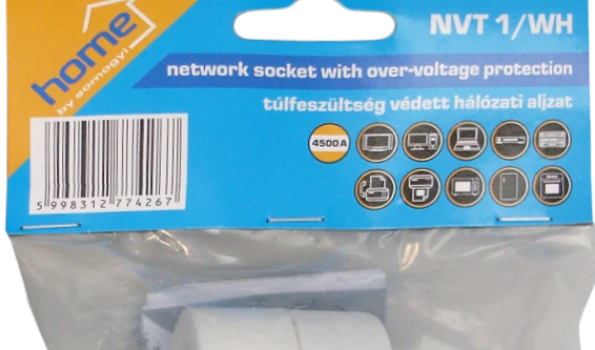 home
by somogyi
NVT 1/WH
network socket with over-voltage protection
túlfeszültség védett hálózati aljzat
4500A
5 998312 774267